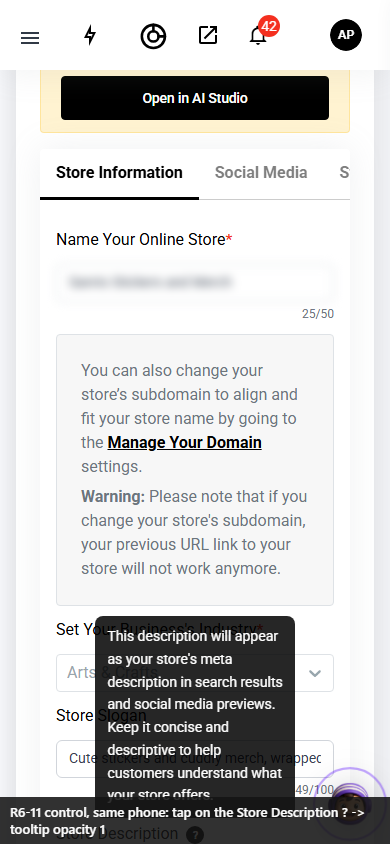 42
AP
Open in AI Studio
Store Information
Social Media
S
Name Your Online Store*
25/50
You can also change your
store's subdomain to align and
fit your store name by going to
the Manage Your Domain
settings.
Warning: Please note that if you
change your store's subdomain,
your previous URL link to your
store will not work anymore.
Set Your Business's Industry*
Arts & Crafts
This description will appear
as your store's meta
description in search results
and social media previews.
Keep it concise and
descriptive to help
customers understand what
your store offers.
Store Slogan
Cute stickers and cuddly merch, wrapped
49/100
R6-11 control, same phone: tap on the Store Description ? ->
tooltip opacity 1
Store Description ?